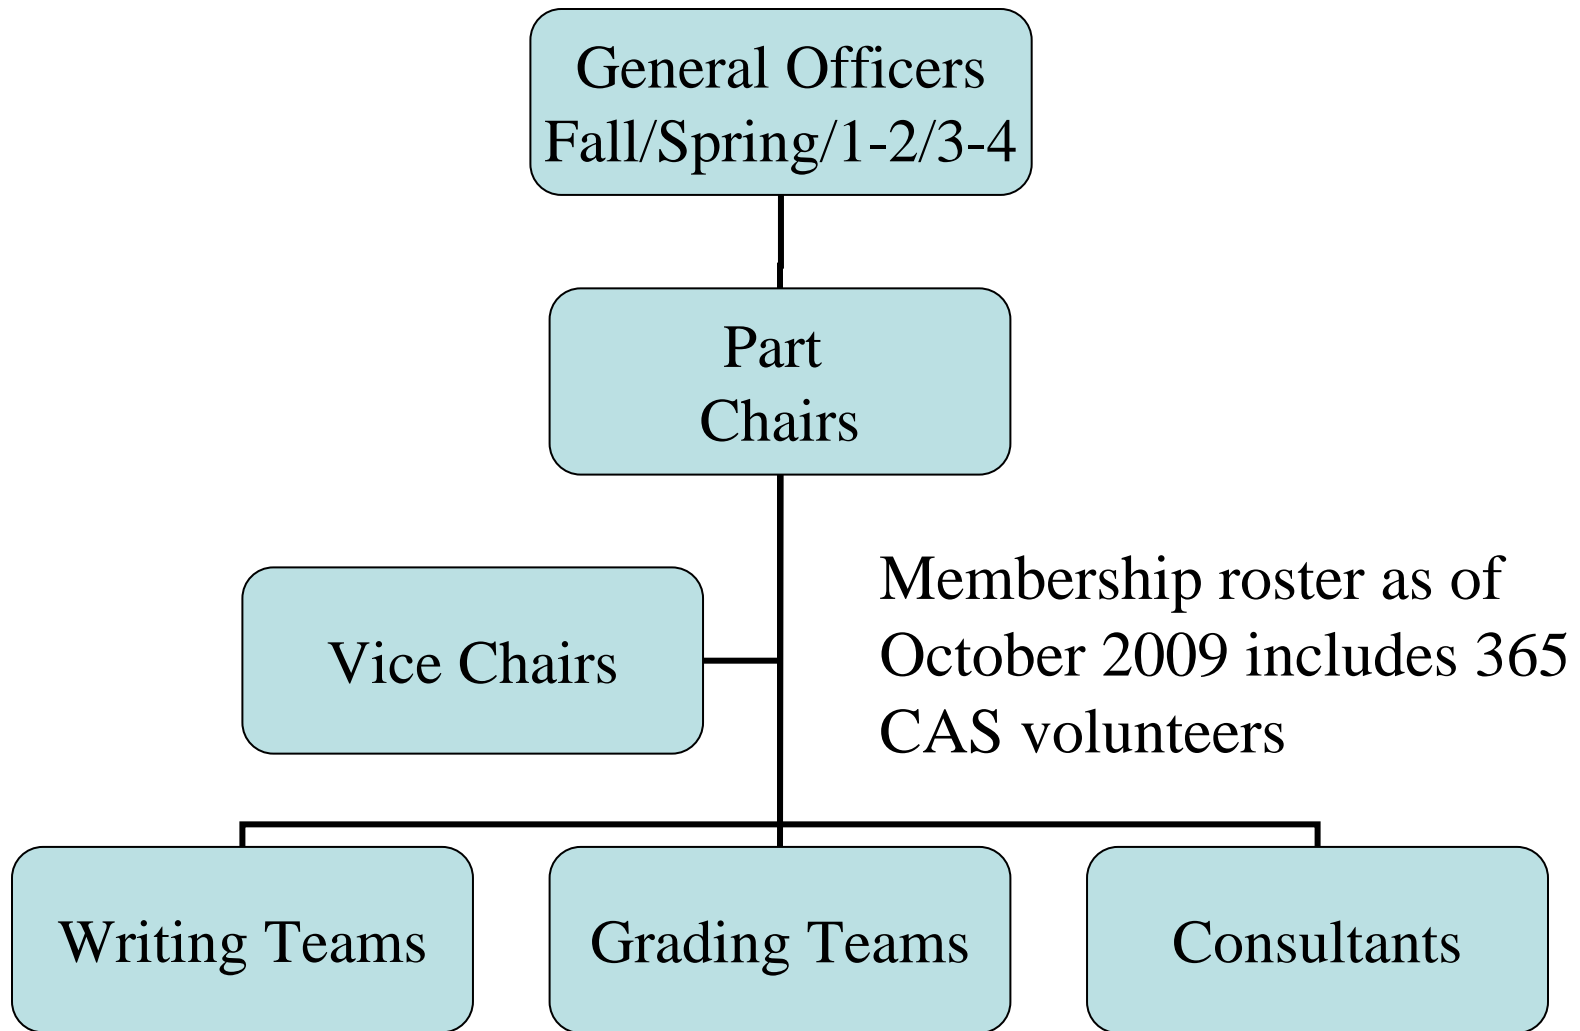 General Officers
Fall/Spring/1-2/3-4
Part
Chairs
Vice Chairs
Membership roster as of
October 2009 includes 365
CAS volunteers
Writing Teams
Grading Teams
Consultants